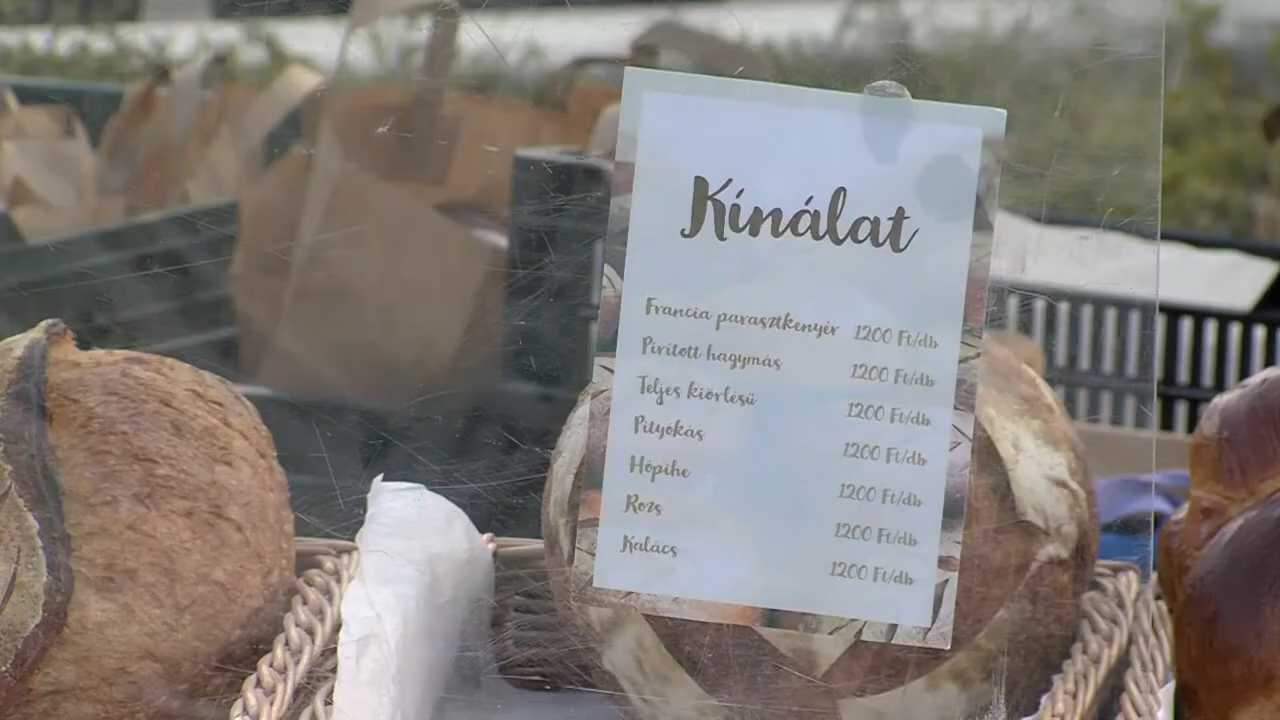 Kínálat
Francia parasztkenyér 1200 Ft/db
Pirított hagymás 1200 Ft/db
Teljes kiőrlésű 1200 Ft/db
Pityókás 1200 Ft/db
Hópihe 1200 Ft/db
Rozs 1200 Ft/db
Kalács 1200 Ft/db